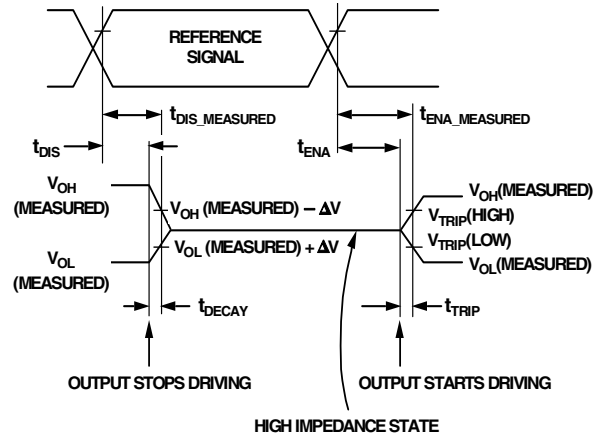 REFERENCE
SIGNAL
tDIS_MEASURED
tENA_MEASURED
tDIS
tENA
VOH
(MEASURED)
VOH (MEASURED) – ΔV
VOH(MEASURED)
VTRIP(HIGH)
VOL (MEASURED) + ΔV
VTRIP(LOW)
VOL
(MEASURED)
VOL(MEASURED)
tDECAY
tTRIP
OUTPUT STOPS DRIVING
OUTPUT STARTS DRIVING
HIGH IMPEDANCE STATE